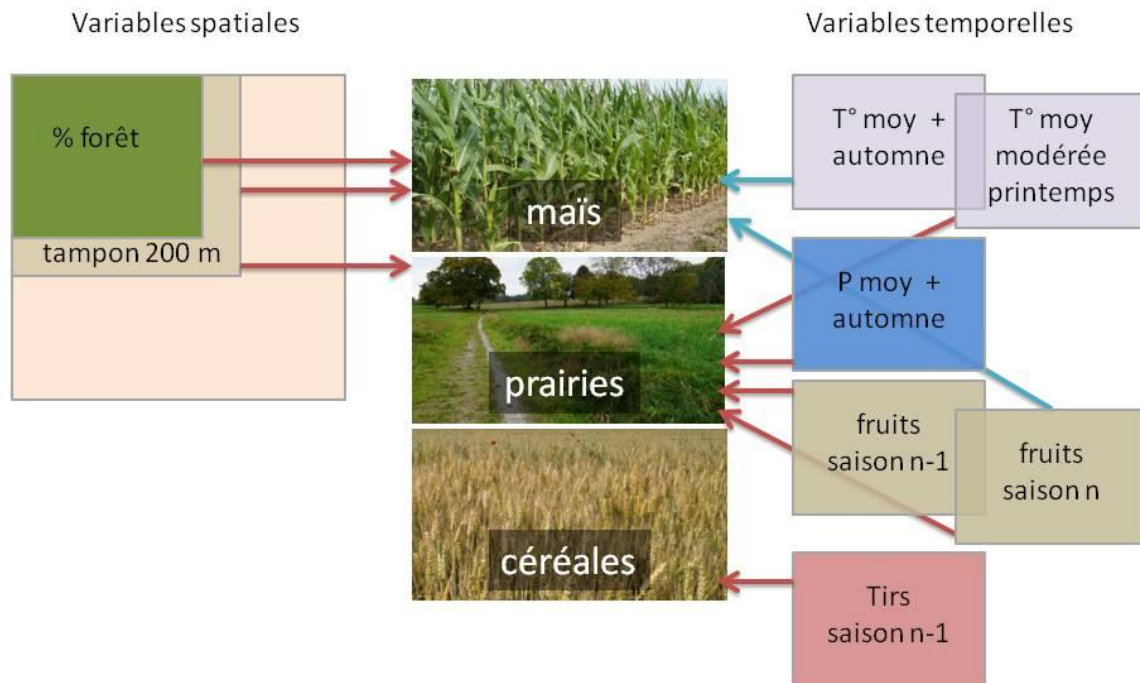 Variables spatiales
Variables temporelles
% forêt
tampon 200 m
maïs
prairies
céréales
T° moy +
automne
T° moy
modérée
printemps
P moy +
automne
fruits
saison n-1
fruits
saison n
Tirs
saison n-1